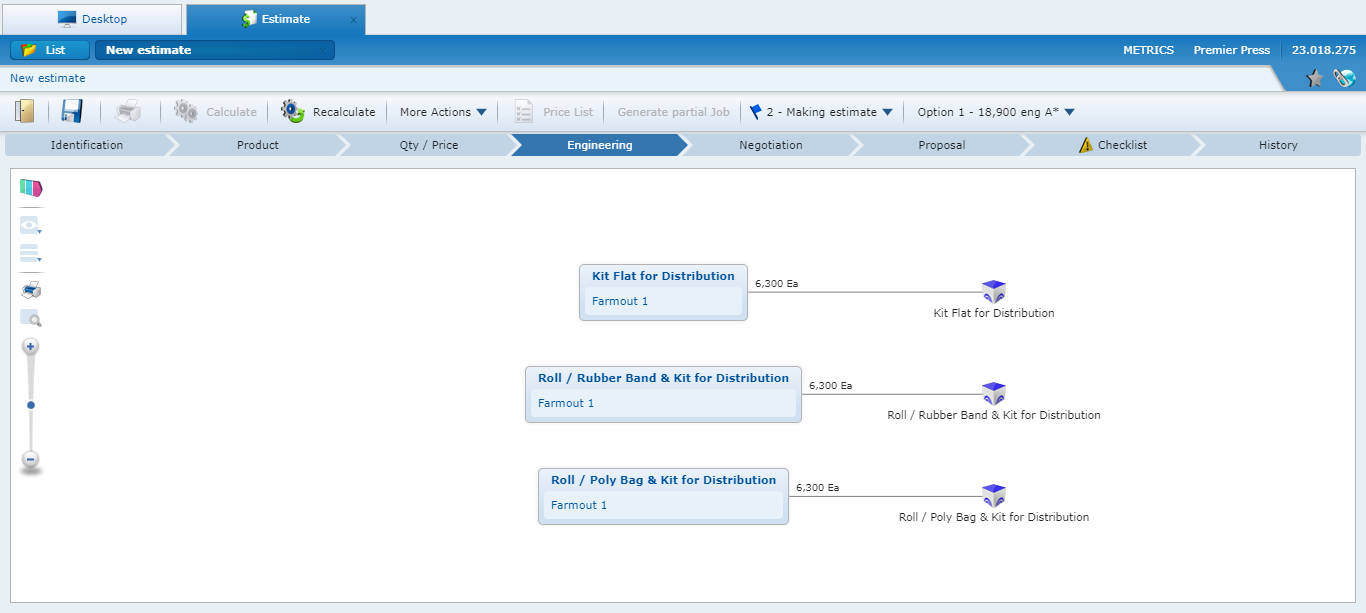 Desktop
Estimate x
List
New estimate x
METRICS Premier Press 23.018.275
New estimate
Calculate Recalculate More Actions Price List Generate partial Job 2 - Making estimate Option 1 - 18,900 eng A*
Identification Product Qty / Price Engineering Negotiation Proposal Checklist History
Kit Flat for Distribution
Farmout 1
6,300 Ea
Kit Flat for Distribution
Roll / Rubber Band & Kit for Distribution
Farmout 1
6,300 Ea
Roll / Rubber Band & Kit for Distribution
Roll / Poly Bag & Kit for Distribution
Farmout 1
6,300 Ea
Roll / Poly Bag & Kit for Distribution